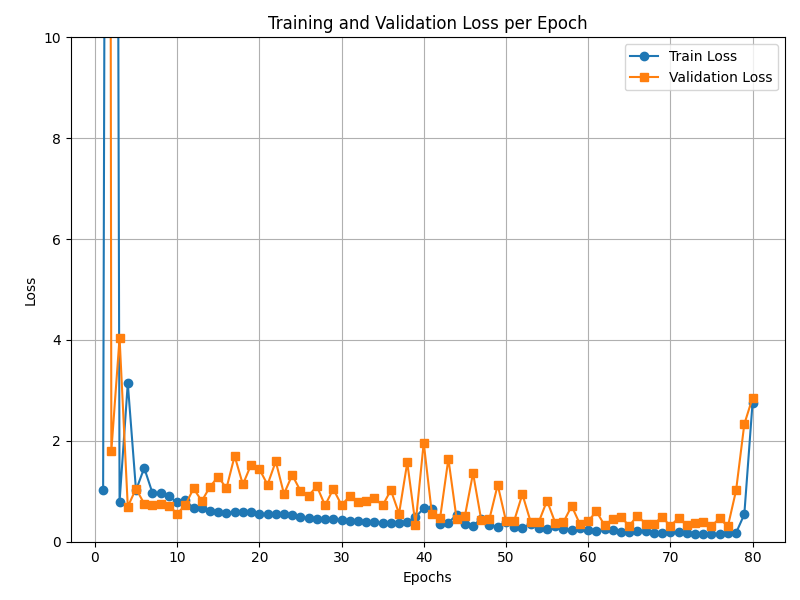 Training and Validation Loss per Epoch
Train Loss
Validation Loss
10
8
6
4
2
0
Loss
0 10 20 30 40 50 60 70 80
Epochs